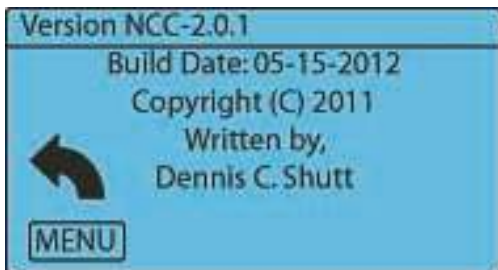 Version NCC-2.0.1
Build Date: 05-15-2012
Copyright (C) 2011
Written by,
Dennis C. Shutt
MENU